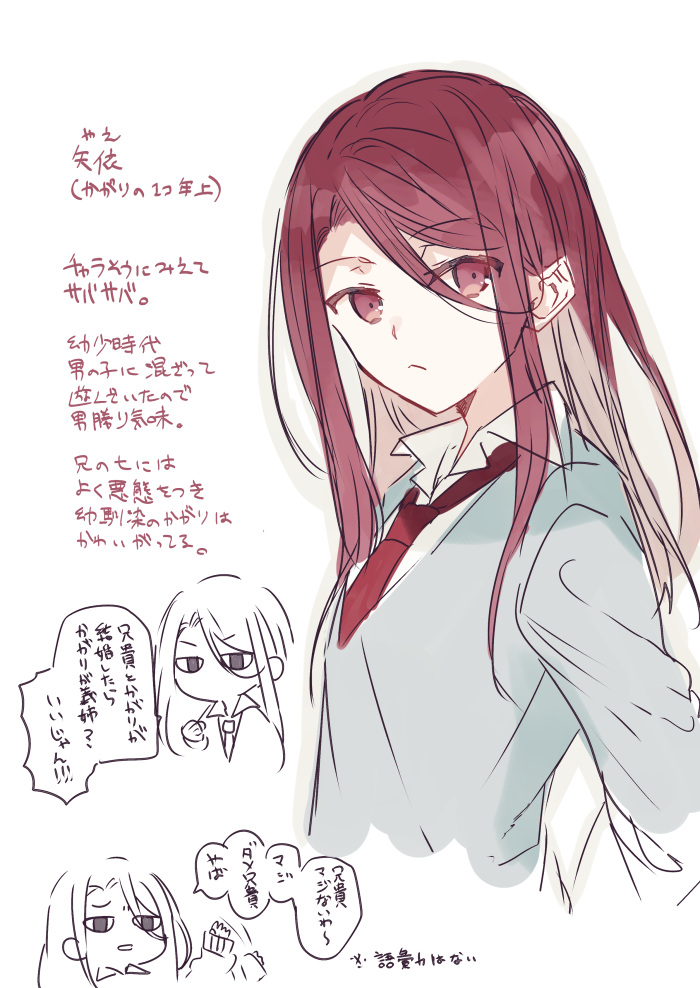 やえ
矢依
(かがりの1コ年上)
チャラそうにみえて
サバサバ。
幼少時代
男の子に混ざって
遊んでいたので
男勝り気味。
兄の七には
よく悪態をつき
幼馴染のかがりは
かわいがってる。
兄貴とかがりが
結婚したら
かがりが義姉?
いいじゃん!!!
兄貴
マジないわ〜
マジ
ダメ兄貴
やば
※語彙力はない